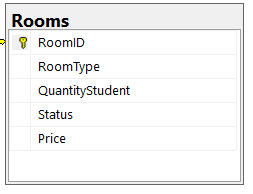 Rooms
RoomID
RoomType
QuantityStudent
Status
Price